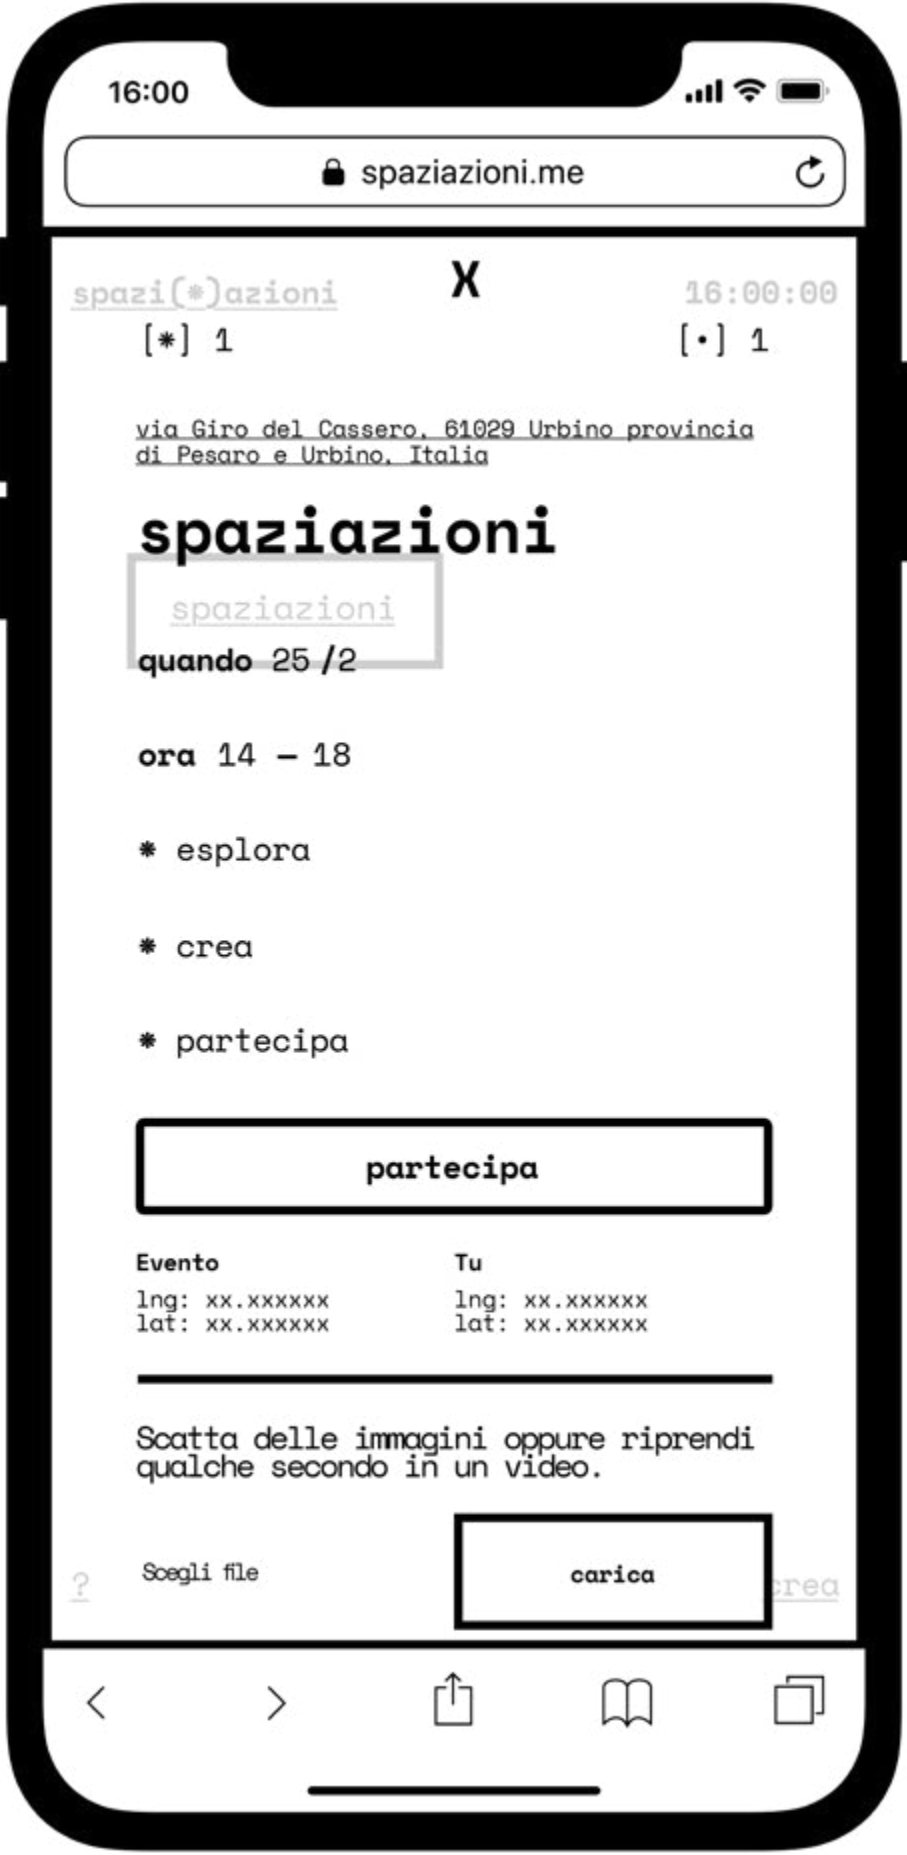 16:00
spaziazioni.me
X
spazi(*)azioni 16:00:00
[*] 1 [·] 1
via Giro del Cassero, 61029 Urbino provincia
di Pesaro e Urbino, Italia
spaziazioni
spaziazioni
quando 25 /2
ora 14 – 18
* esplora
* crea
* partecipa
partecipa
Evento Tu
lng: xx.xxxxxx lng: xx.xxxxxx
lat: xx.xxxxxx lat: xx.xxxxxx
Scatta delle immagini oppure riprendi
qualche secondo in un video.
Scegli file carica
? crea